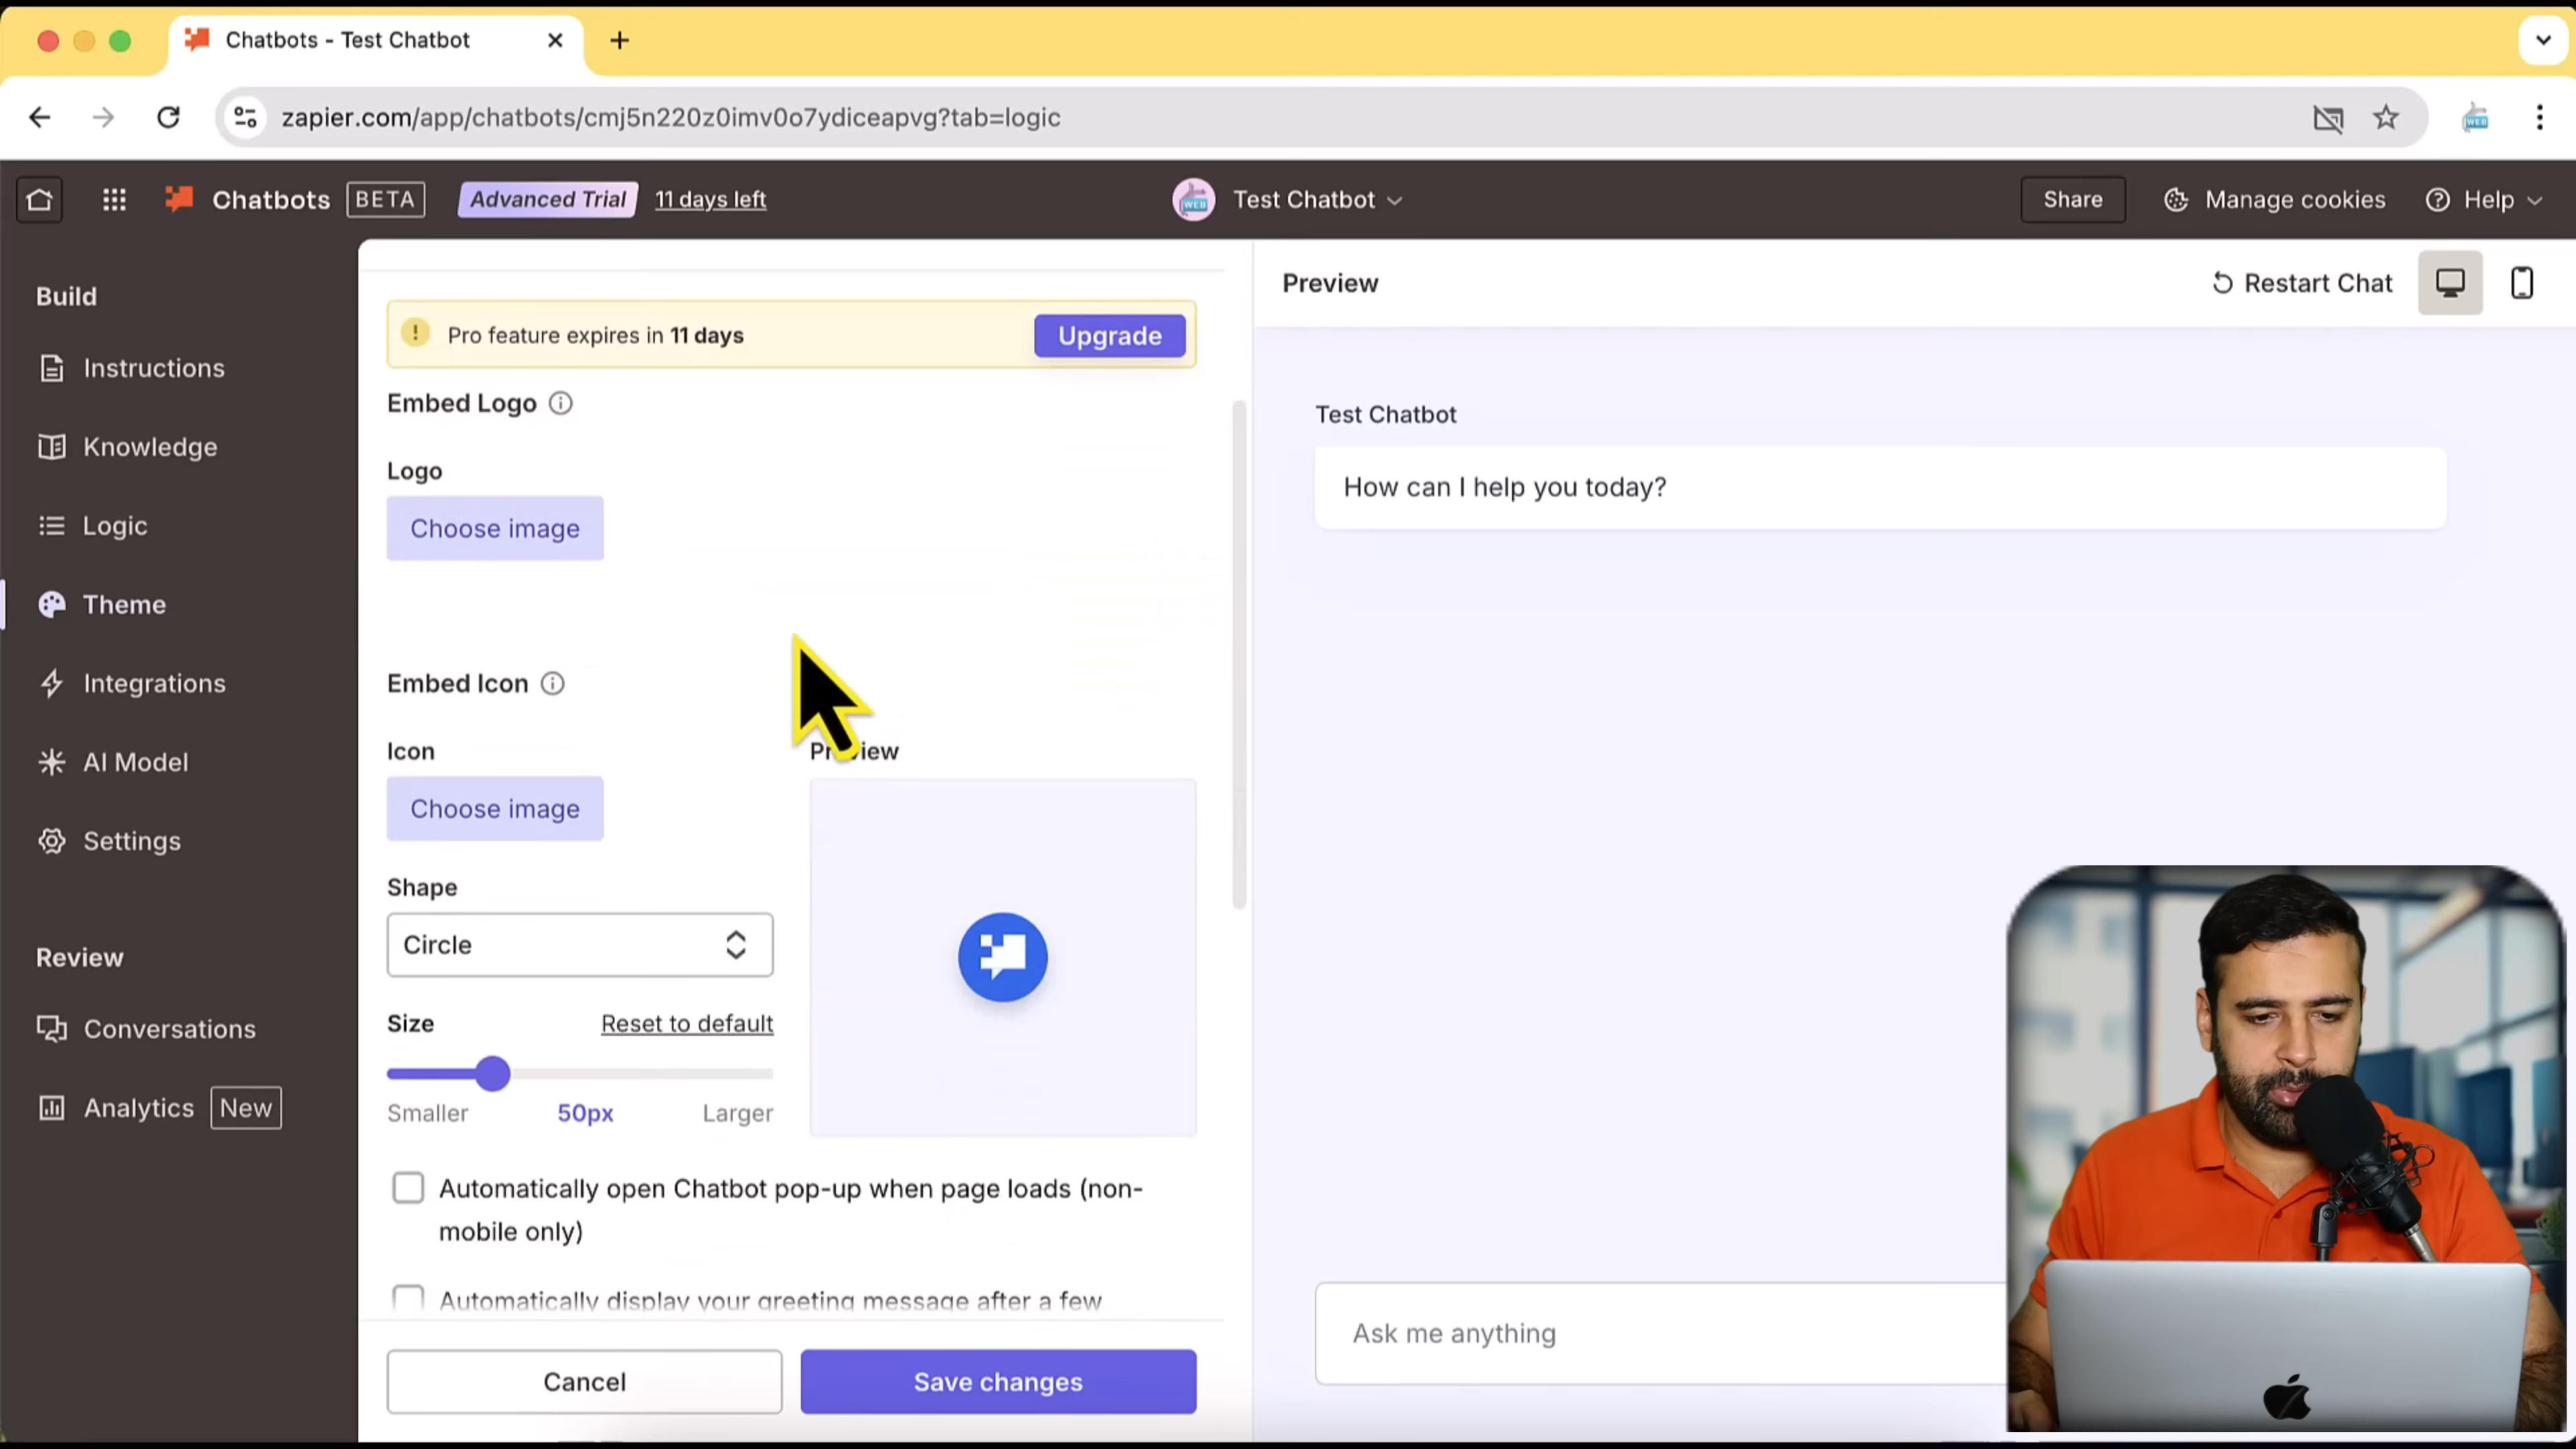 Chatbots - Test Chatbot
zapier.com/app/chatbots/cmj5n220z0imv0o7ydiceapvg?tab=logic
WEB
Chatbots
BETA
Advanced Trial
11 days left
WEB
Test Chatbot
Share
Manage cookies
Help
Build
Instructions
Knowledge
Logic
Theme
Integrations
AI Model
Settings
Review
Conversations
Analytics
New
Pro feature expires in 11 days
Upgrade
Embed Logo
Logo
Choose image
Embed Icon
Icon
Preview
Choose image
Shape
Circle
Size
Reset to default
Smaller
50px
Larger
Automatically open Chatbot pop-up when page loads (non-
mobile only)
Automatically display your greeting message after a few
Cancel
Save changes
Preview
Restart Chat
Test Chatbot
How can I help you today?
Ask me anything